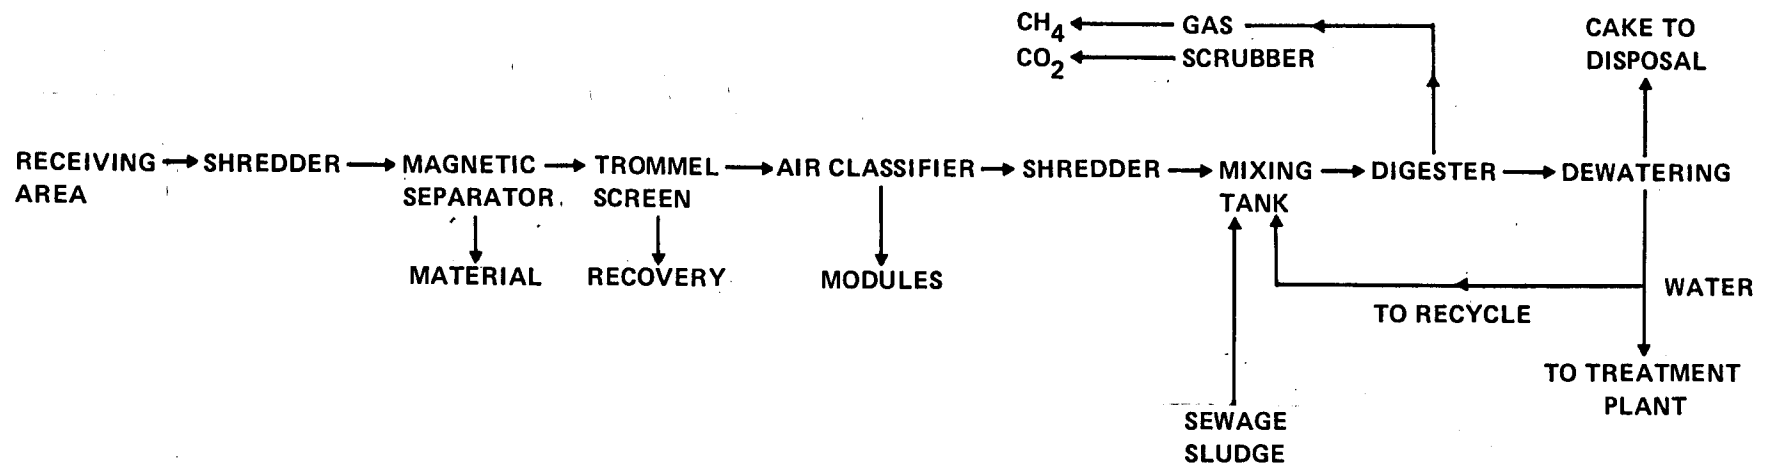 CH4 GAS
CO2 SCRUBBER
CAKE TO
DISPOSAL
RECEIVING
AREA
SHREDDER
MAGNETIC
SEPARATOR
TROMMEL
SCREEN
AIR CLASSIFIER
SHREDDER
MIXING
TANK
DIGESTER
DEWATERING
MATERIAL
RECOVERY
MODULES
WATER
TO RECYCLE
TO TREATMENT
PLANT
SEWAGE
SLUDGE